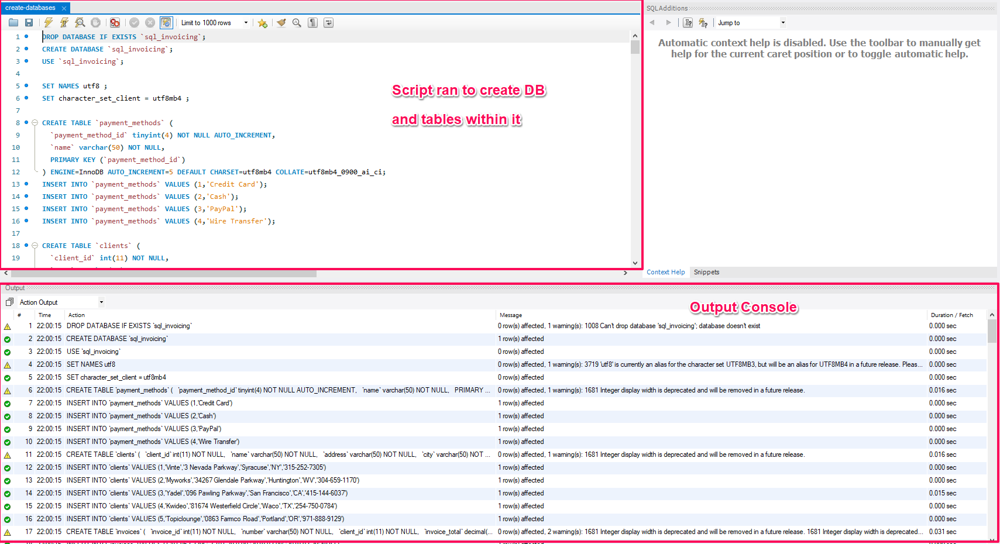 create-databases
Limit to 1000 rows
1 DROP DATABASE IF EXISTS `sql_invoicing`;
2 CREATE DATABASE `sql_invoicing`;
3 USE `sql_invoicing`;
4
5 SET NAMES utf8 ;
6 SET character_set_client = utf8mb4 ;
7
8 CREATE TABLE `payment_methods` (
9 `payment_method_id` tinyint(4) NOT NULL AUTO_INCREMENT,
10 `name` varchar(50) NOT NULL,
11 PRIMARY KEY (`payment_method_id`)
12 ) ENGINE=InnoDB AUTO_INCREMENT=5 DEFAULT CHARSET=utf8mb4 COLLATE=utf8mb4_0900_ai_ci;
13 INSERT INTO `payment_methods` VALUES (1,'Credit Card');
14 INSERT INTO `payment_methods` VALUES (2,'Cash');
15 INSERT INTO `payment_methods` VALUES (3,'PayPal');
16 INSERT INTO `payment_methods` VALUES (4,'Wire Transfer');
17
18 CREATE TABLE `clients` (
19 `client_id` int(11) NOT NULL,
Script ran to create DB
and tables within it
SQLAdditions
Jump to
Automatic context help is disabled. Use the toolbar to manually get
help for the current caret position or to toggle automatic help.
Context Help Snippets
Output
Action Output
Output Console
# Time Action Message Duration / Fetch
1 22:00:15 DROP DATABASE IF EXISTS `sql_invoicing` 0 row(s) affected, 1 warning(s): 1008 Can't drop database 'sql_invoicing'; database doesn't exist 0.000 sec
2 22:00:15 CREATE DATABASE `sql_invoicing` 1 row(s) affected 0.000 sec
3 22:00:15 USE `sql_invoicing` 0 row(s) affected 0.000 sec
4 22:00:15 SET NAMES utf8 0 row(s) affected, 1 warning(s): 3719 'utf8' is currently an alias for the character set UTF8MB3, but will be an alias for UTF8MB4 in a future release. Pleas... 0.000 sec
5 22:00:15 SET character_set_client = utf8mb4 0 row(s) affected 0.000 sec
6 22:00:15 CREATE TABLE `payment_methods` ( `payment_method_id` tinyint(4) NOT NULL AUTO_INCREMENT, `name` varchar(50) NOT NULL, PRIMARY ... 0 row(s) affected, 1 warning(s): 1681 Integer display width is deprecated and will be removed in a future release. 0.016 sec
7 22:00:15 INSERT INTO `payment_methods` VALUES (1,'Credit Card') 1 row(s) affected 0.000 sec
8 22:00:15 INSERT INTO `payment_methods` VALUES (2,'Cash') 1 row(s) affected 0.000 sec
9 22:00:15 INSERT INTO `payment_methods` VALUES (3,'PayPal') 1 row(s) affected 0.000 sec
10 22:00:15 INSERT INTO `payment_methods` VALUES (4,'Wire Transfer') 1 row(s) affected 0.000 sec
11 22:00:15 CREATE TABLE `clients` ( `client_id` int(11) NOT NULL, `name` varchar(50) NOT NULL, `address` varchar(50) NOT NULL, `city` varchar(50) NOT ... 0 row(s) affected, 1 warning(s): 1681 Integer display width is deprecated and will be removed in a future release. 0.016 sec
12 22:00:15 INSERT INTO `clients` VALUES (1,'Vinte','3 Nevada Parkway','Syracuse','NY','315-252-7305') 1 row(s) affected 0.000 sec
13 22:00:15 INSERT INTO `clients` VALUES (2,'Myworks','34267 Glendale Parkway','Huntington','WV','304-659-1170') 1 row(s) affected 0.000 sec
14 22:00:15 INSERT INTO `clients` VALUES (3,'Yadel','096 Pawling Parkway','San Francisco','CA','415-144-6037') 1 row(s) affected 0.015 sec
15 22:00:15 INSERT INTO `clients` VALUES (4,'Kwideo','81674 Westerfield Circle','Waco','TX','254-750-0784') 1 row(s) affected 0.000 sec
16 22:00:15 INSERT INTO `clients` VALUES (5,'Topiclounge','0863 Farmco Road','Portland','OR','971-888-9129') 1 row(s) affected 0.000 sec
17 22:00:15 CREATE TABLE `invoices` ( `invoice_id` int(11) NOT NULL, `number` varchar(50) NOT NULL, `client_id` int(11) NOT NULL, `invoice_total` decimal(... 0 row(s) affected, 2 warning(s): 1681 Integer display width is deprecated and will be removed in a future release. 1681 Integer display width is deprecated... 0.031 sec